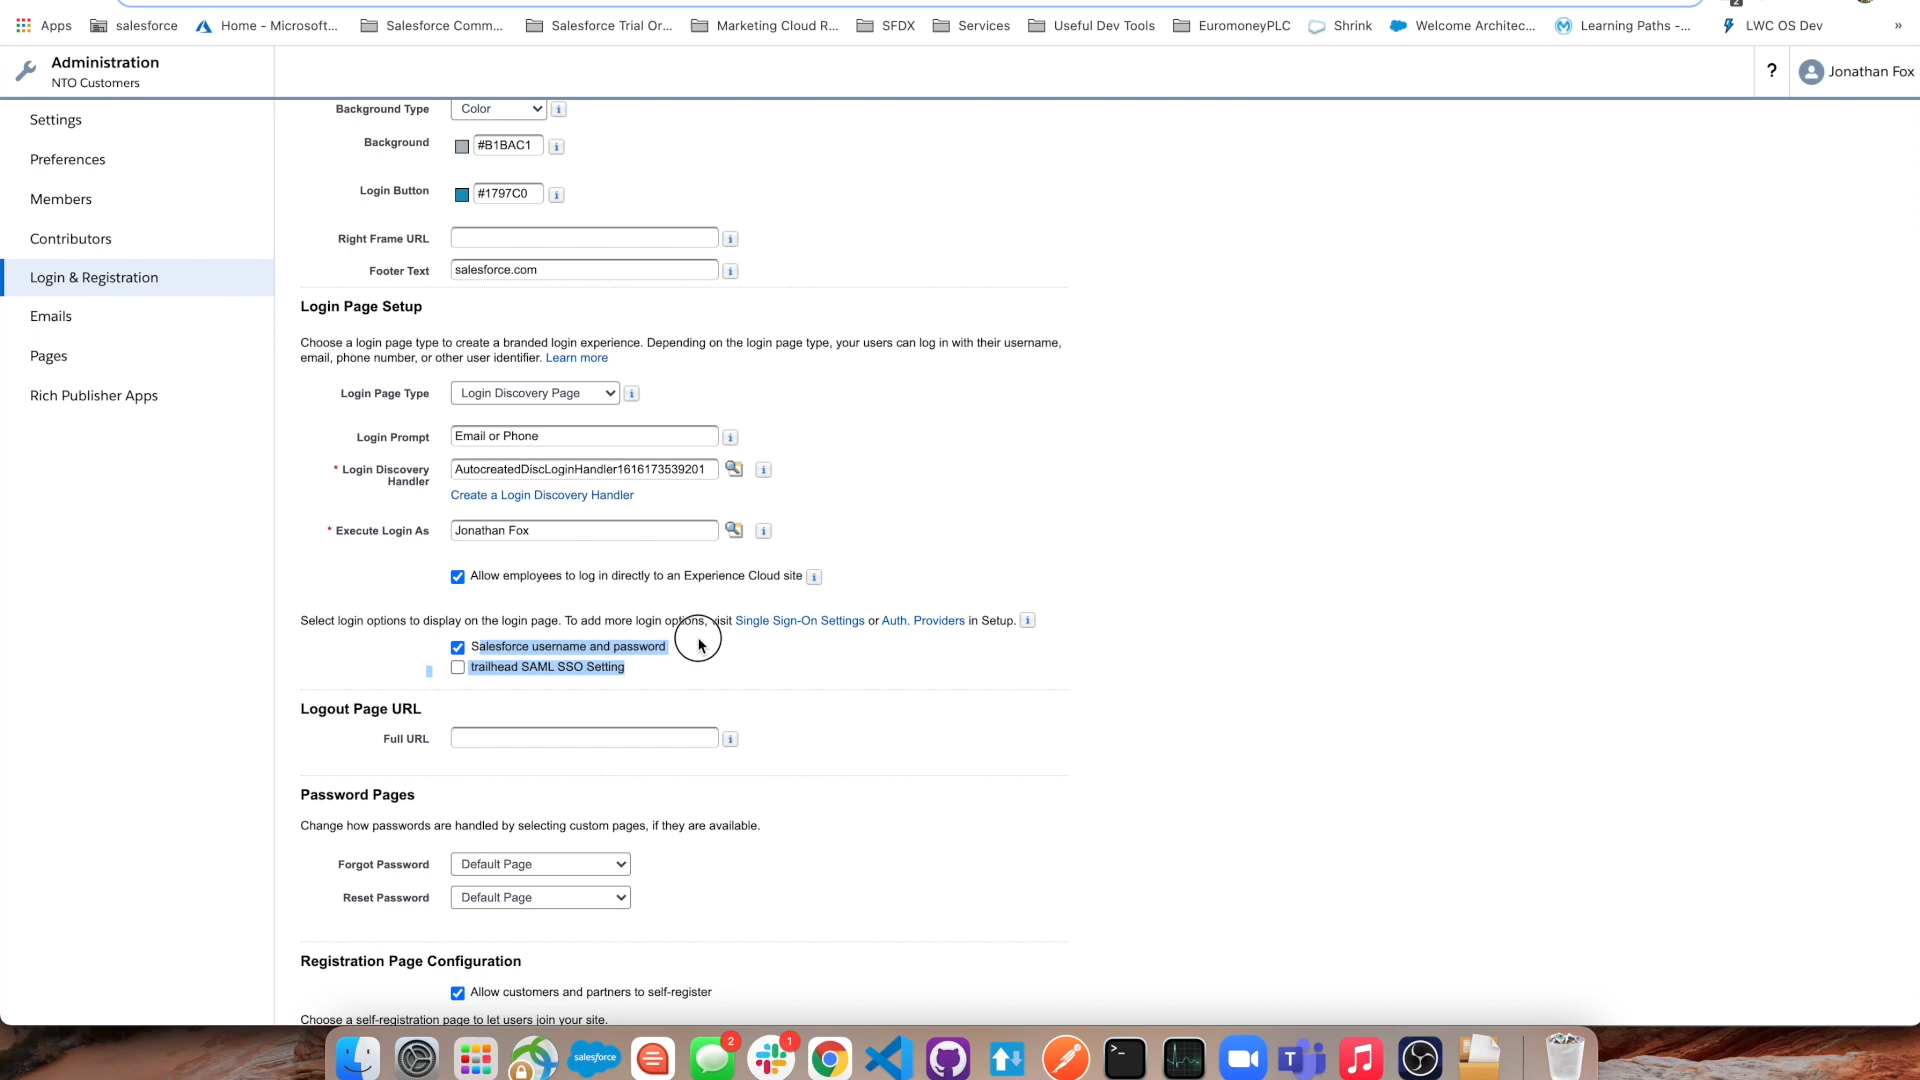 Apps salesforce Home - Microsoft... Salesforce Comm... Salesforce Trial Or... Marketing Cloud R... SFDX Services Useful Dev Tools EuromoneyPLC Shrink Welcome Architec... Learning Paths -... LWC OS Dev »
Administration
NTO Customers
? Jonathan Fox
Settings
Preferences
Members
Contributors
Login & Registration
Emails
Pages
Rich Publisher Apps
Background Type Color
Background #B1BAC1
Login Button #1797C0
Right Frame URL
Footer Text salesforce.com
Login Page Setup
Choose a login page type to create a branded login experience. Depending on the login page type, your users can log in with their username,
email, phone number, or other user identifier. Learn more
Login Page Type Login Discovery Page
Login Prompt Email or Phone
* Login Discovery
Handler AutocreatedDiscLoginHandler1616173539201
Create a Login Discovery Handler
* Execute Login As Jonathan Fox
Allow employees to log in directly to an Experience Cloud site
Select login options to display on the login page. To add more login options, visit Single Sign-On Settings or Auth. Providers in Setup.
Salesforce username and password
trailhead SAML SSO Setting
Logout Page URL
Full URL
Password Pages
Change how passwords are handled by selecting custom pages, if they are available.
Forgot Password Default Page
Reset Password Default Page
Registration Page Configuration
Allow customers and partners to self-register
Choose a self-registration page to let users join your site.
salesforce 2 1